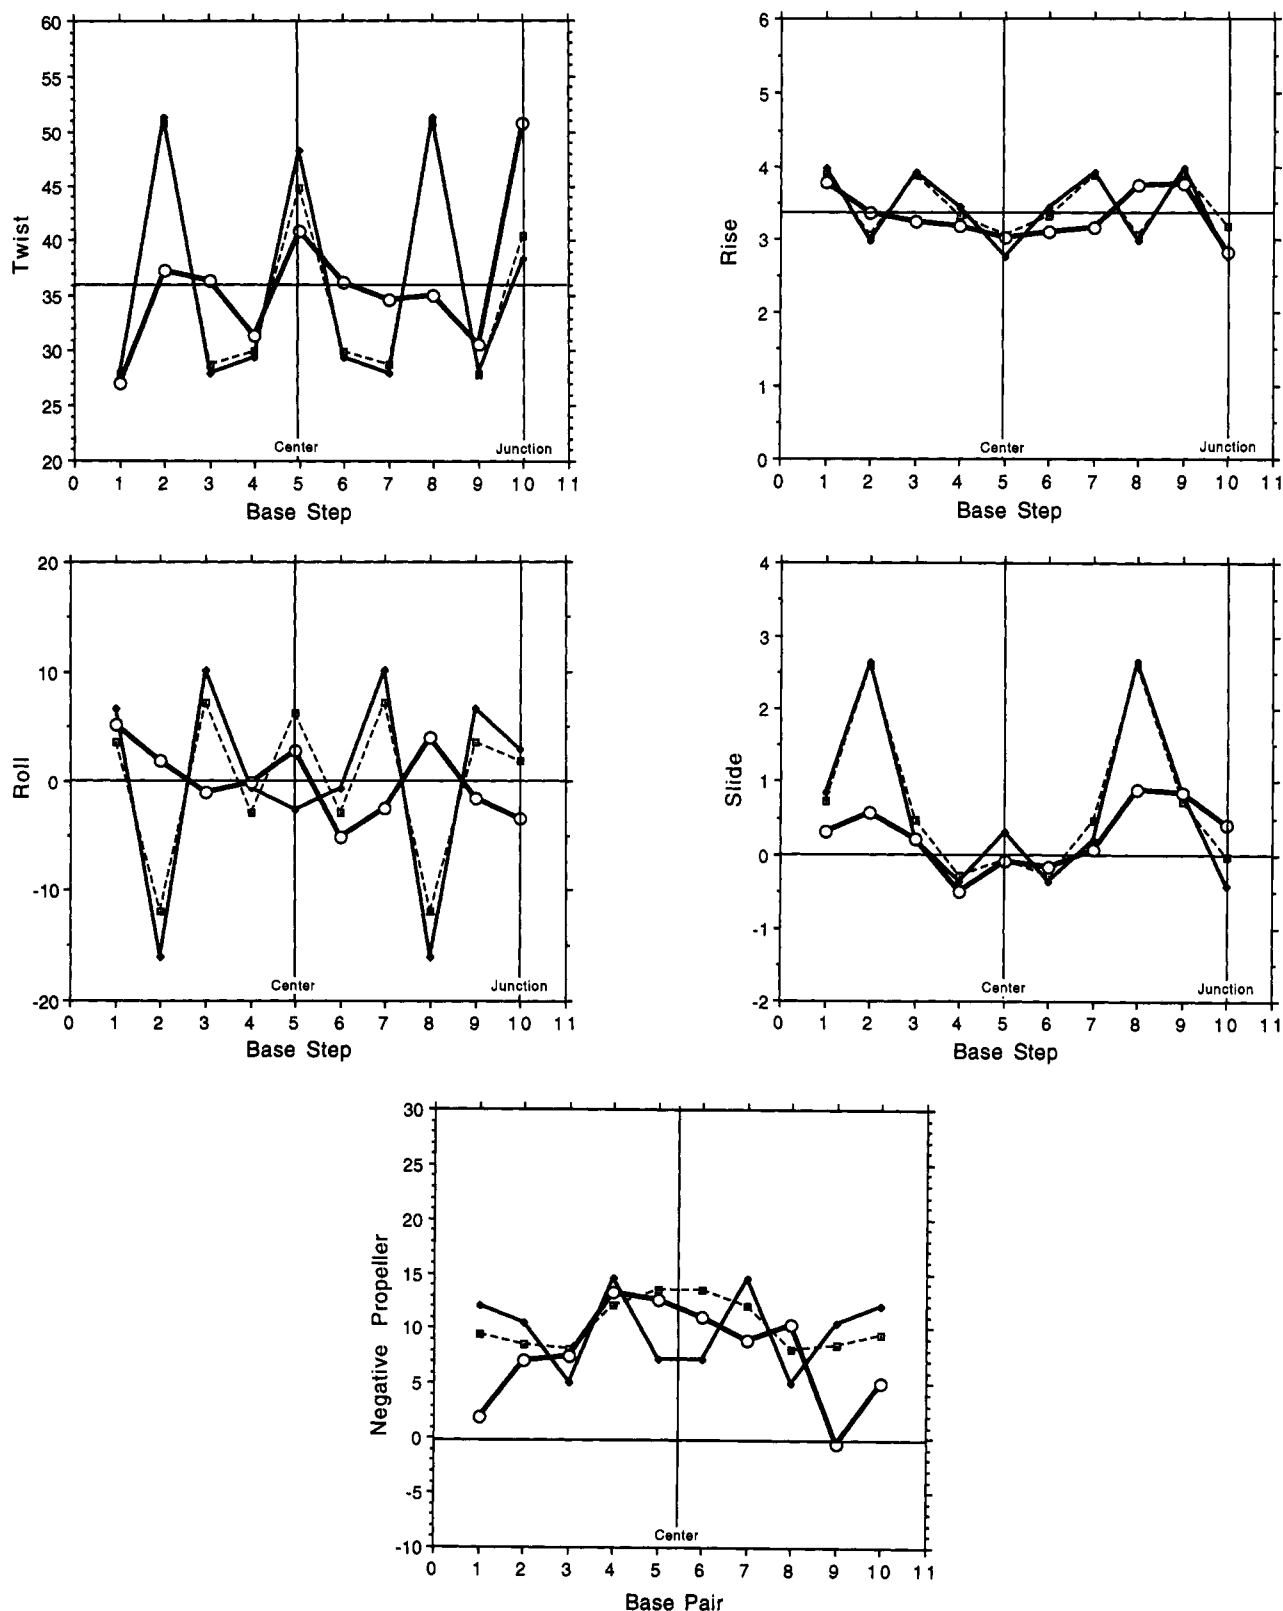 60
55
50
45
40
35
30
25
20
Twist
Center
Junction
0 1 2 3 4 5 6 7 8 9 10 11
Base Step
6
5
4
3
2
1
0
Rise
Center
Junction
0 1 2 3 4 5 6 7 8 9 10 11
Base Step
20
10
0
-10
-20
Roll
Center
Junction
0 1 2 3 4 5 6 7 8 9 10 11
Base Step
4
3
2
1
0
-1
-2
Slide
Center
Junction
0 1 2 3 4 5 6 7 8 9 10 11
Base Step
30
25
20
15
10
5
0
-5
-10
Negative Propeller
Center
0 1 2 3 4 5 6 7 8 9 10 11
Base Pair